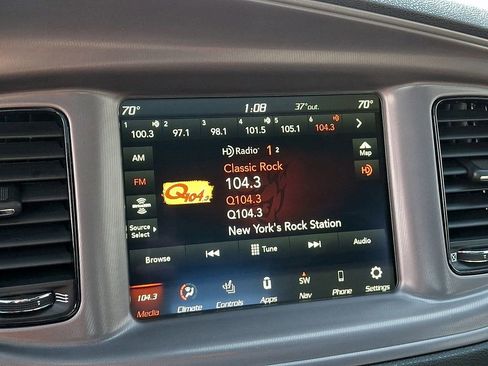 70° 1:08 37°out. 70°
1 2 3 4 5 6
100.3 97.1 98.1 101.5 105.1 104.3
AM
HD Radio 1 2
Map
Classic Rock
FM
104.3
HD
Q104.3
Q104.3
Q104.3
Source
Select
New York's Rock Station
Browse Tune Audio
104.3 SW
Media Climate Controls Apps Nav Phone Settings